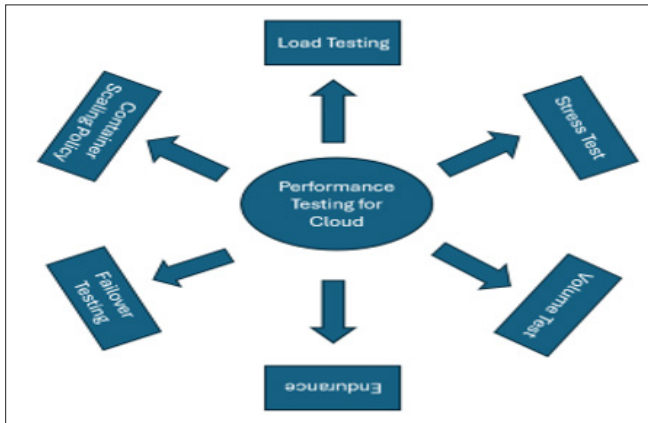 Load Testing
Stress Test
Volume Test
Endurance
Failover
Testing
Container
Scaling Policy
Performance
Testing for
Cloud